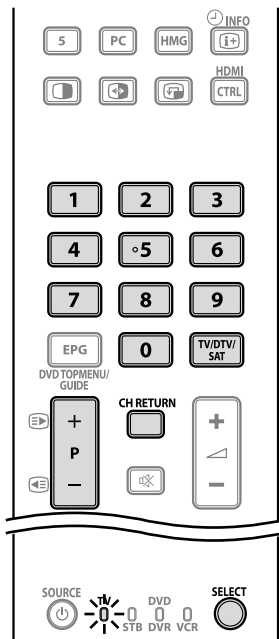 INFO
5 PC HMG i+
HDMI
CTRL
1 2 3
4 5 6
7 8 9
EPG 0 TV/DTV/
SAT
DVD TOPMENU/
GUIDE
CH RETURN
+ +
P
− −
SOURCE TV DVD SELECT
STB DVR VCR